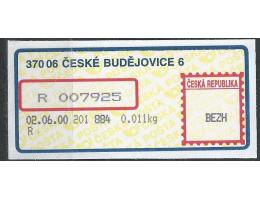 370 06 ČESKÉ BUDĚJOVICE 6
R 007925
ČESKÁ REPUBLIKA
BEZH
02.06.00 201 884 0.011kg
R